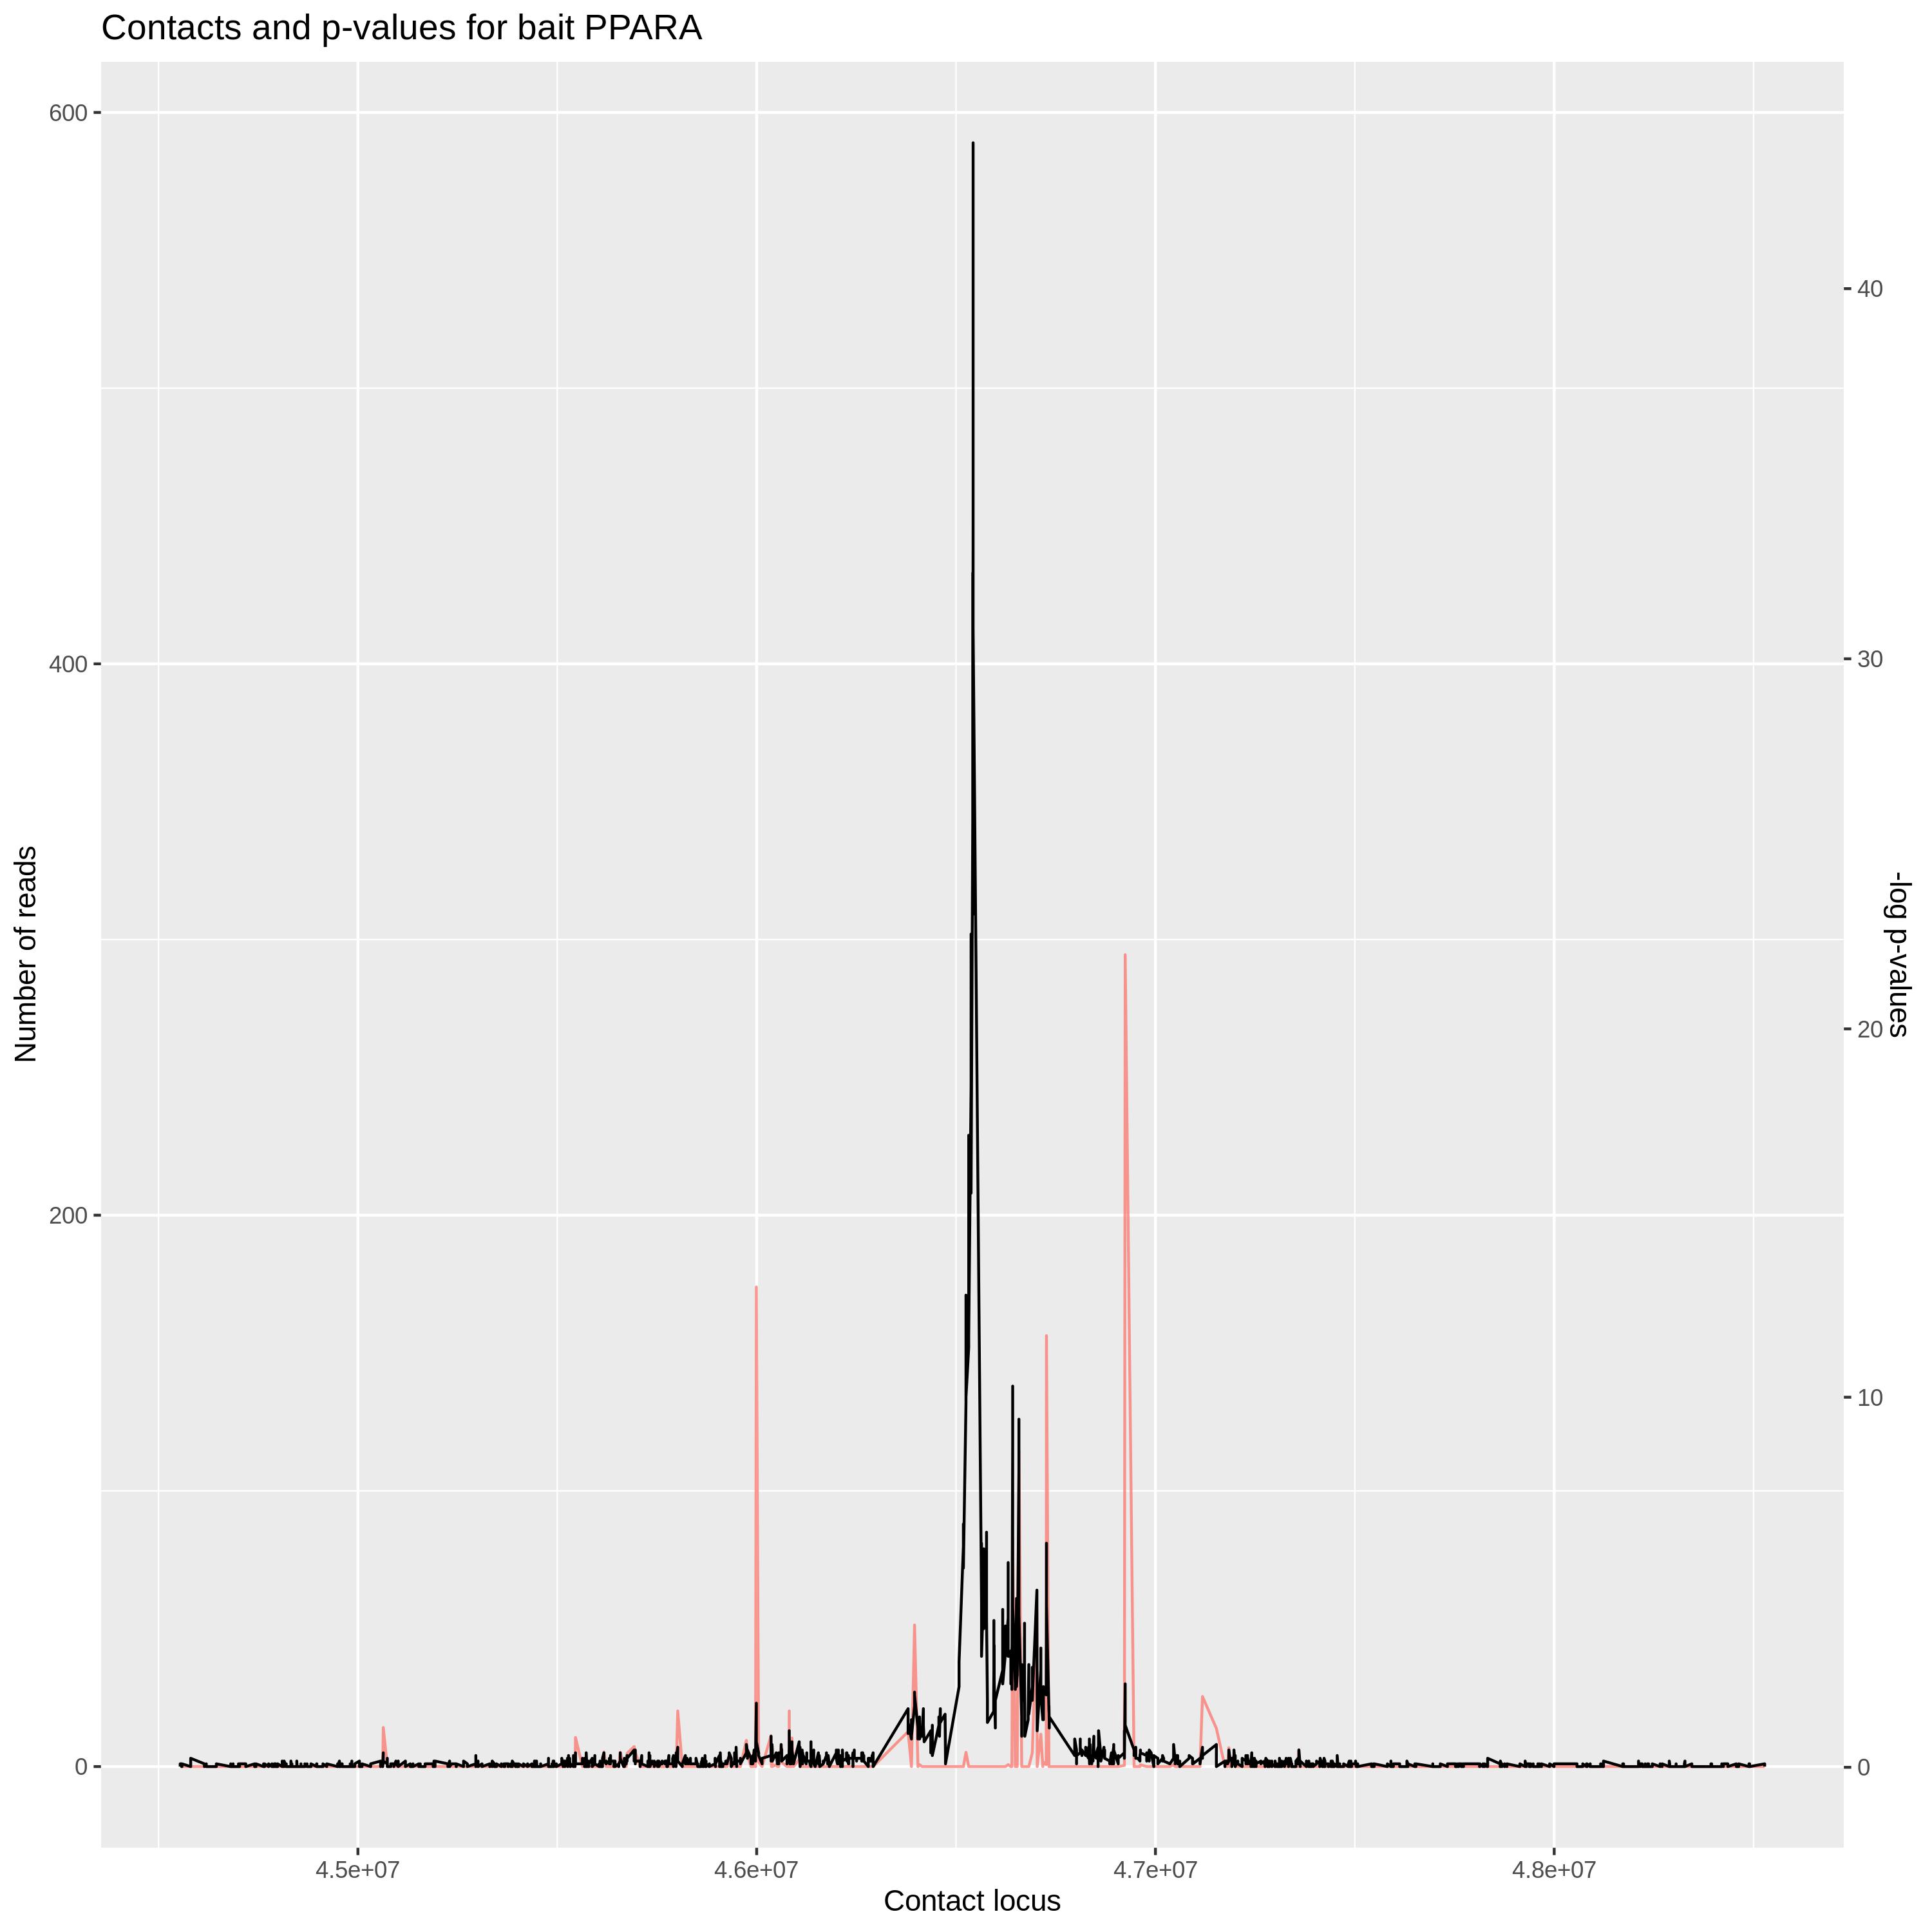 Contacts and p-values for bait PPARA
600
400
200
0
Number of reads
40
30
20
10
0
-log p-values
4.5e+07
4.6e+07
4.7e+07
4.8e+07
Contact locus